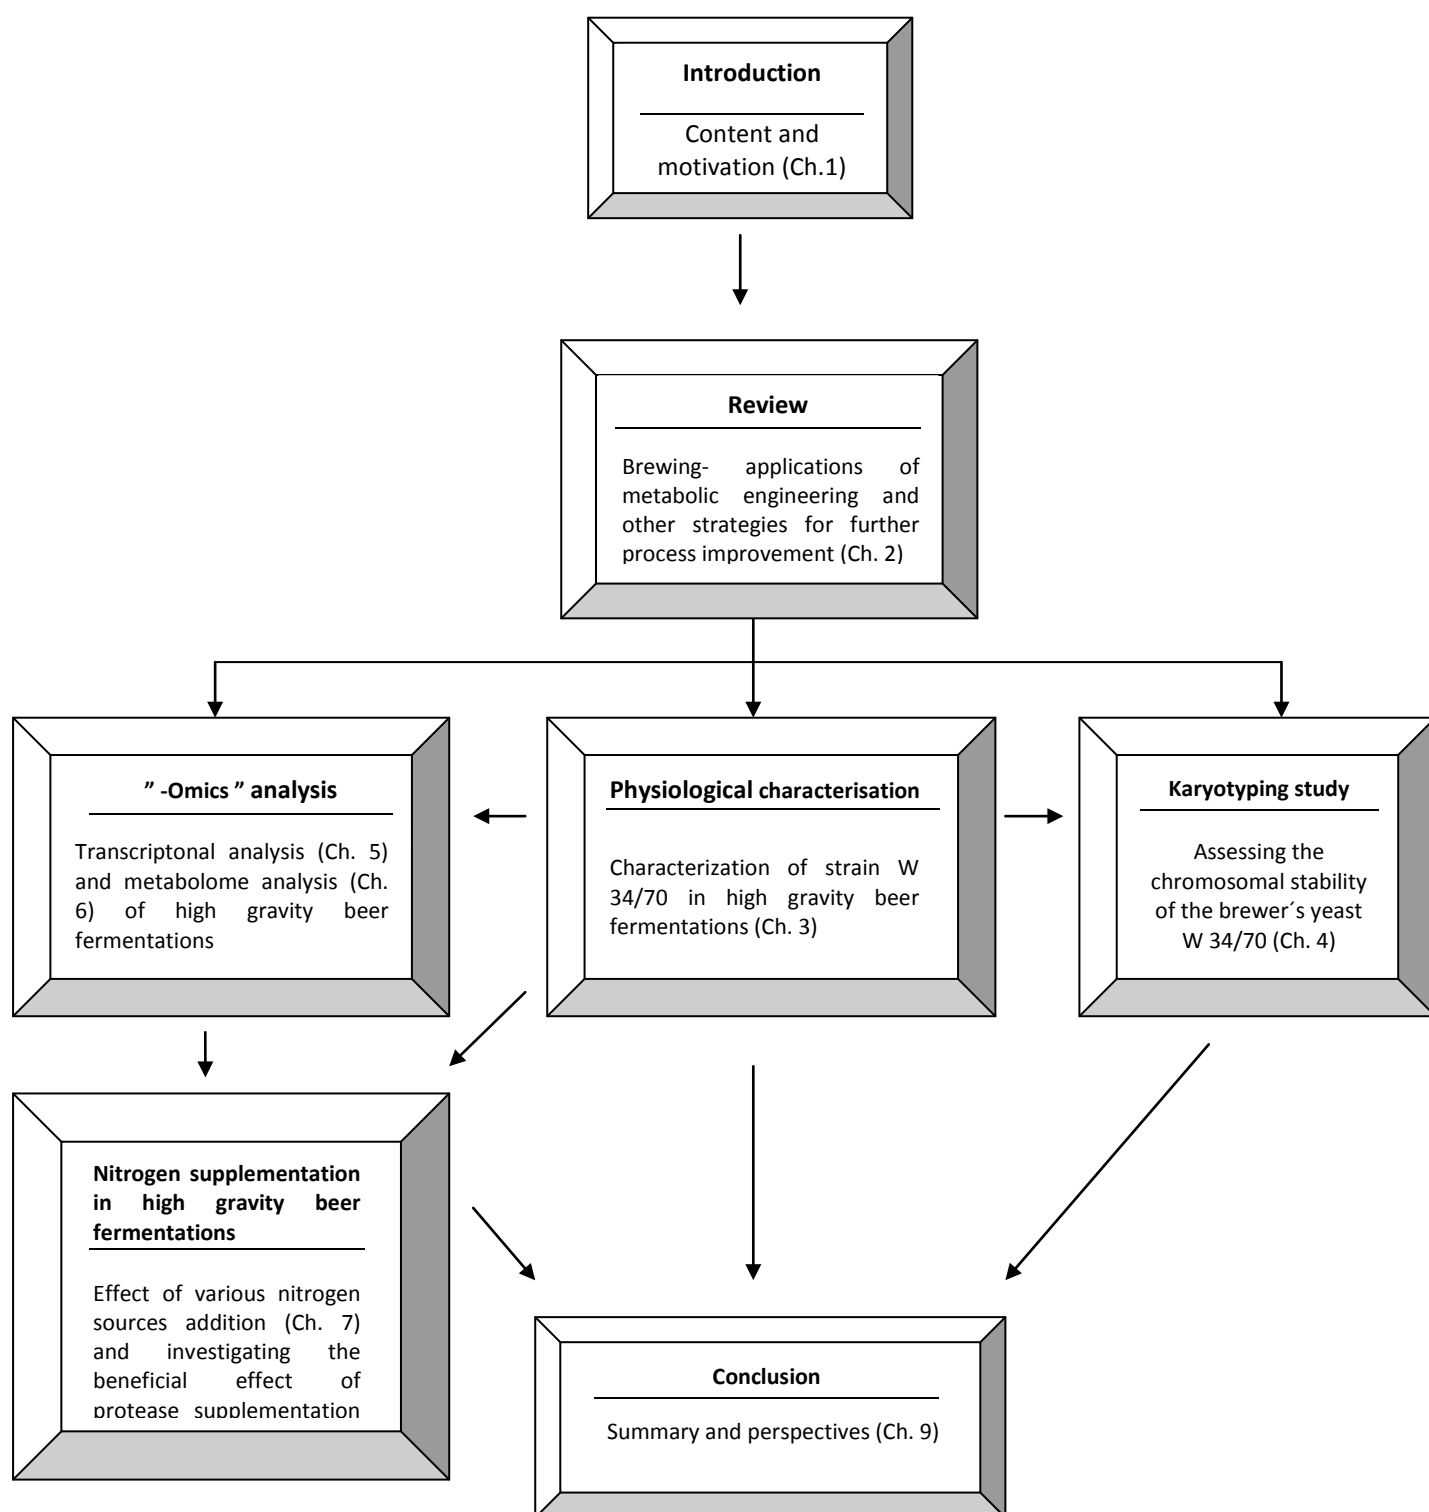 Introduction
Content and
motivation (Ch.1)
Review
Brewing- applications of
metabolic engineering and
other strategies for further
process improvement (Ch. 2)
” -Omics ” analysis
Transcriptonal analysis (Ch. 5)
and metabolome analysis (Ch.
6) of high gravity beer
fermentations
Physiological characterisation
Characterization of strain W
34/70 in high gravity beer
fermentations (Ch. 3)
Karyotyping study
Assessing the
chromosomal stability
of the brewer´s yeast
W 34/70 (Ch. 4)
Nitrogen supplementation
in high gravity beer
fermentations
Effect of various nitrogen
sources addition (Ch. 7)
and investigating the
beneficial effect of
protease supplementation
Conclusion
Summary and perspectives (Ch. 9)